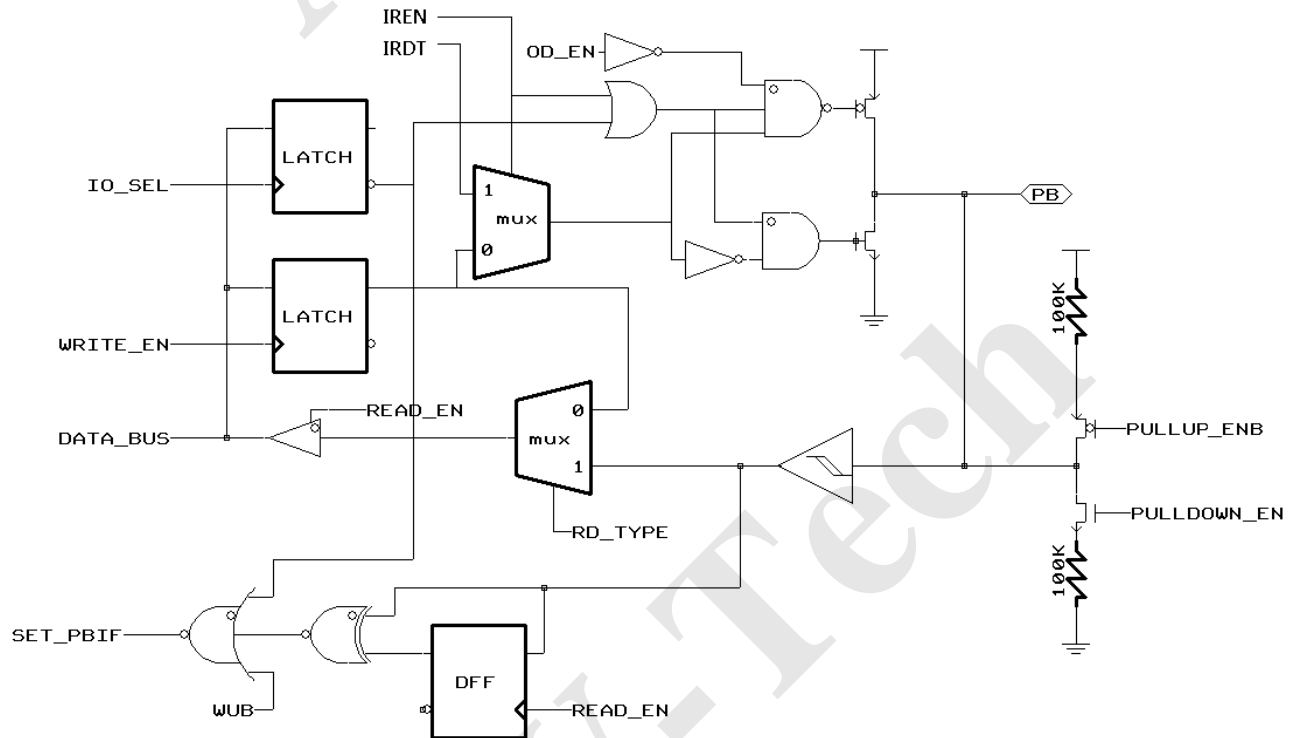 IREN
IRDT
OD_EN
LATCH
IO_SEL
1
mux
0
PB
LATCH
WRITE_EN
100K
READ_EN
DATA_BUS
0
mux
1
PULLUP_ENB
RD_TYPE
PULLDOWN_EN
100K
SET_PBIF
DFF
WUB
READ_EN
-Tech